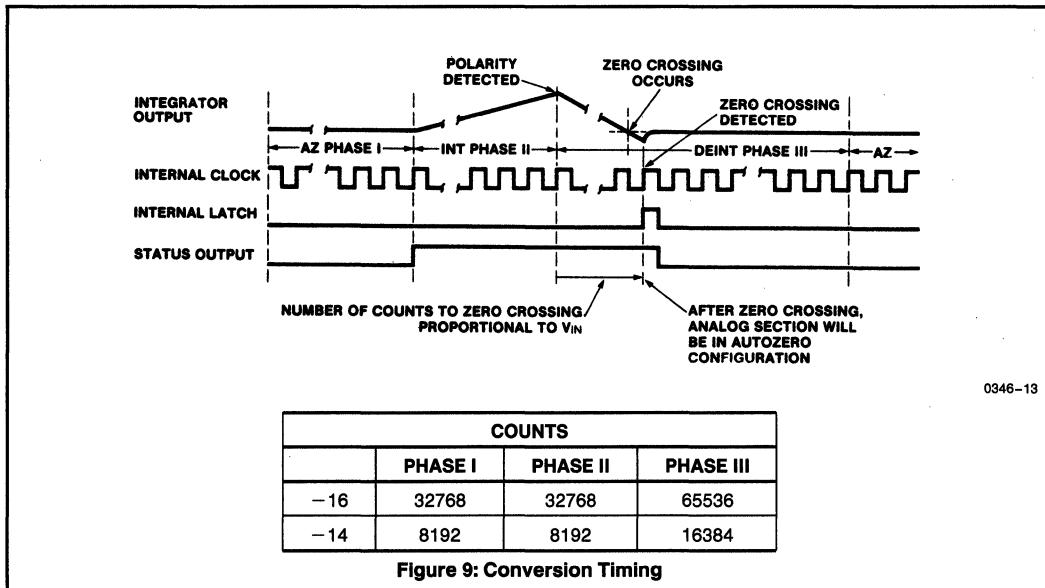 POLARITY
DETECTED
ZERO CROSSING
OCCURS
ZERO CROSSING
DETECTED
INTEGRATOR
OUTPUT
AZ PHASE I
INT PHASE II
DEINT PHASE III
AZ
INTERNAL CLOCK
INTERNAL LATCH
STATUS OUTPUT
NUMBER OF COUNTS TO ZERO CROSSING
PROPORTIONAL TO VIN
AFTER ZERO CROSSING,
ANALOG SECTION WILL
BE IN AUTOZERO
CONFIGURATION
0346-13
COUNTS
PHASE I PHASE II PHASE III
−16 32768 32768 65536
−14 8192 8192 16384
Figure 9: Conversion Timing